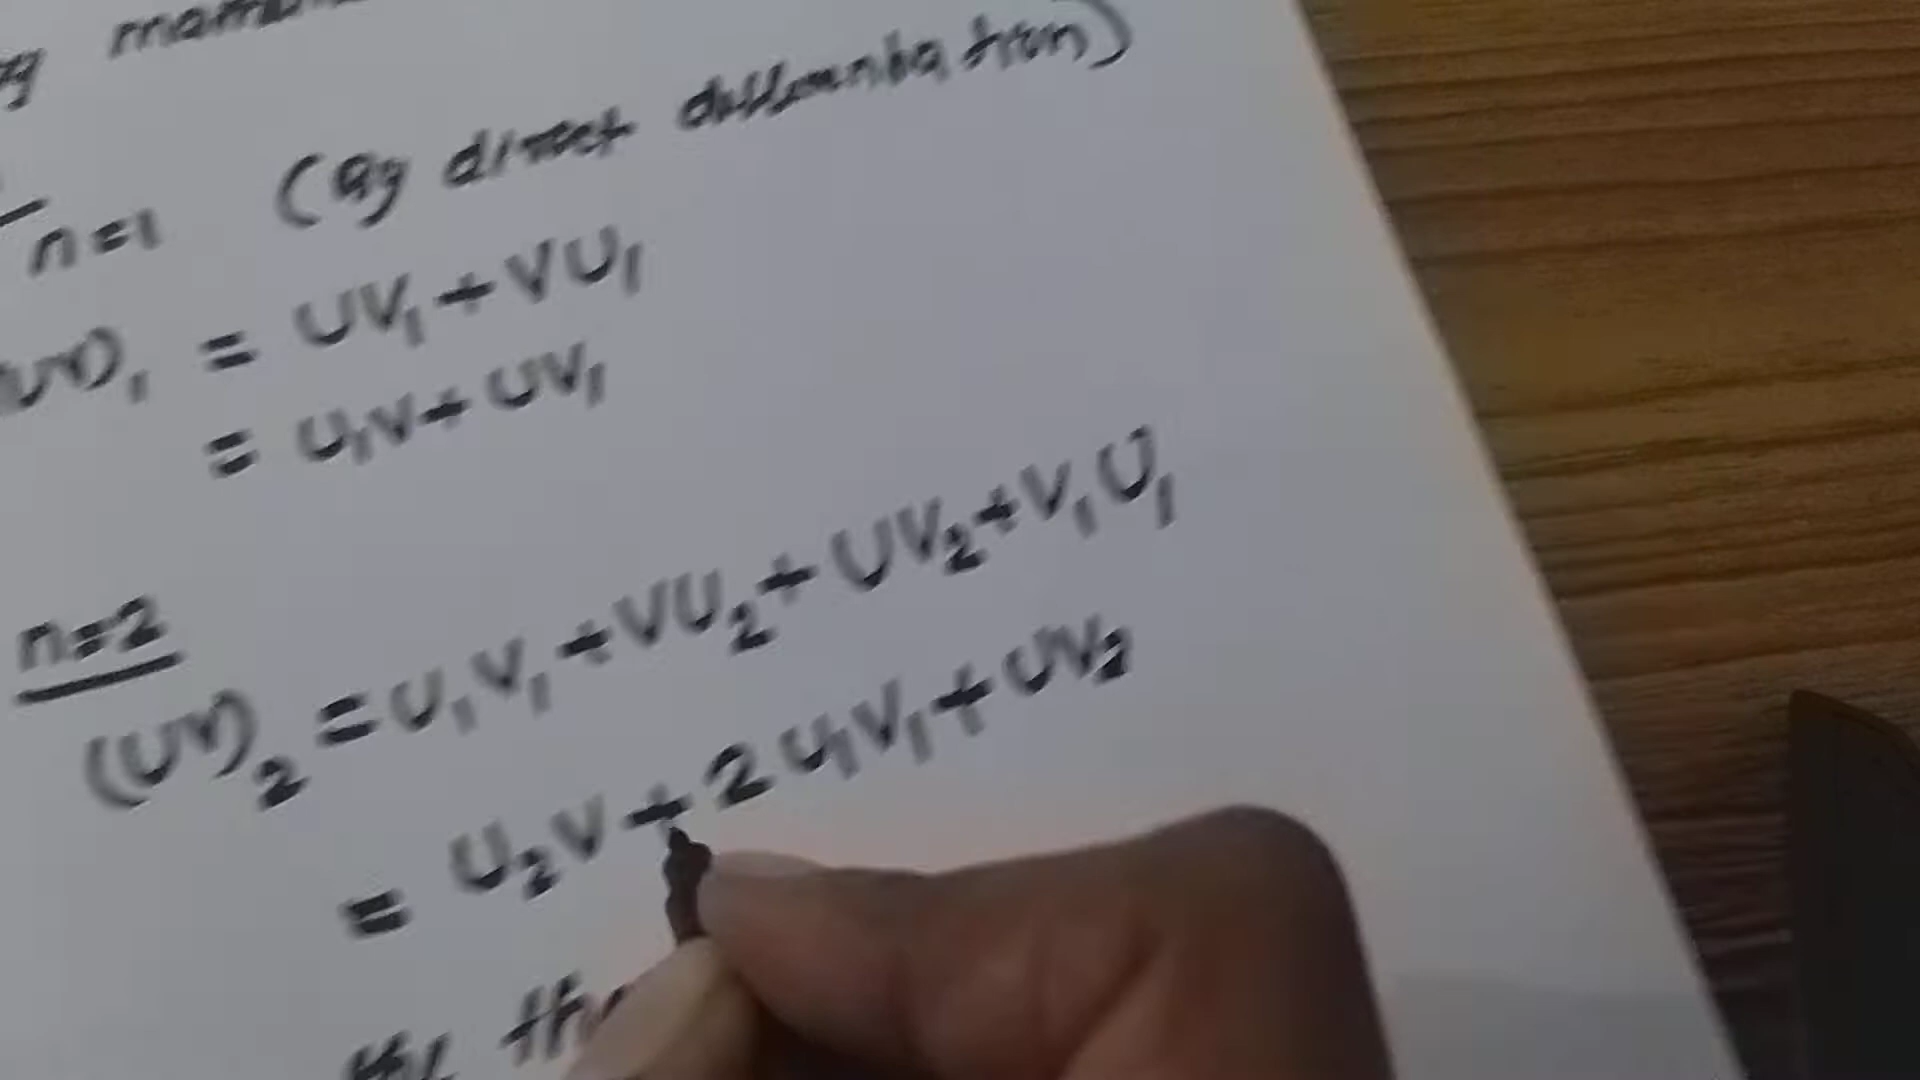 n=1 (By direct differentiation)
(UV)₁ = UV₁ + VU₁
= U₁V + UV₁
n=2
(UV)₂ = U₁V₁ + VU₂ + UV₂ + V₁U₁
= U₂V + 2U₁V₁ + UV₂